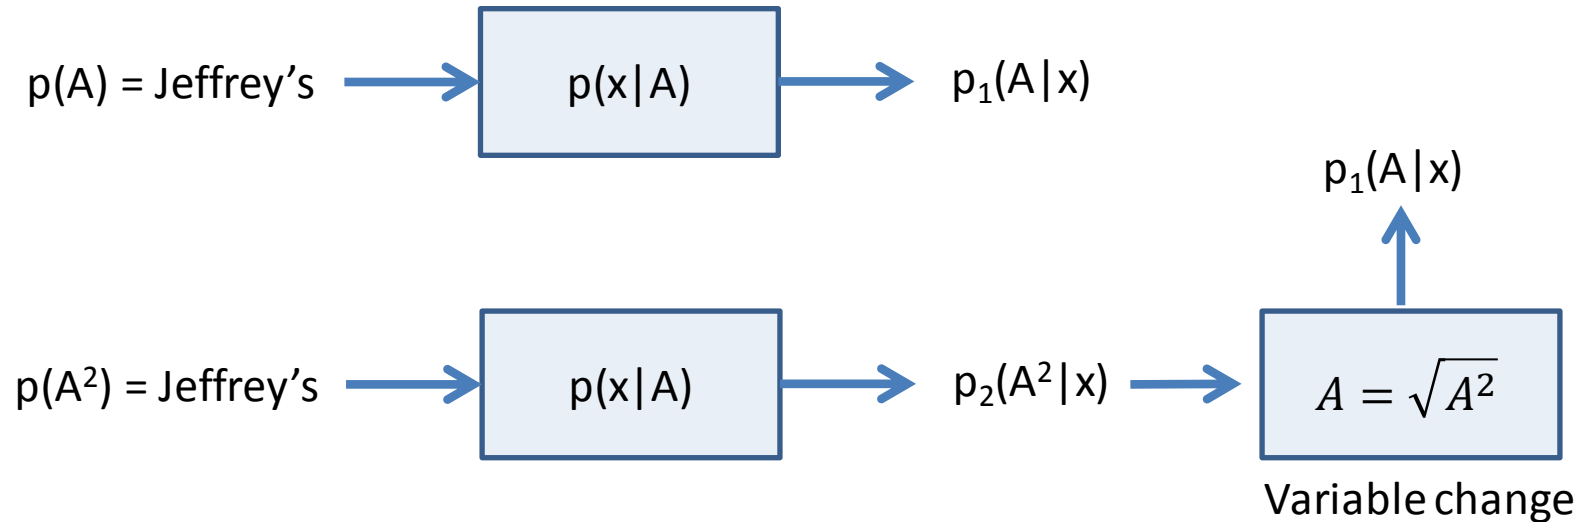 p(A) = Jeffrey’s
p(x|A)
p₁(A|x)
p₁(A|x)
p(A²) = Jeffrey’s
p(x|A)
p₂(A²|x)
A = √A²
Variable change